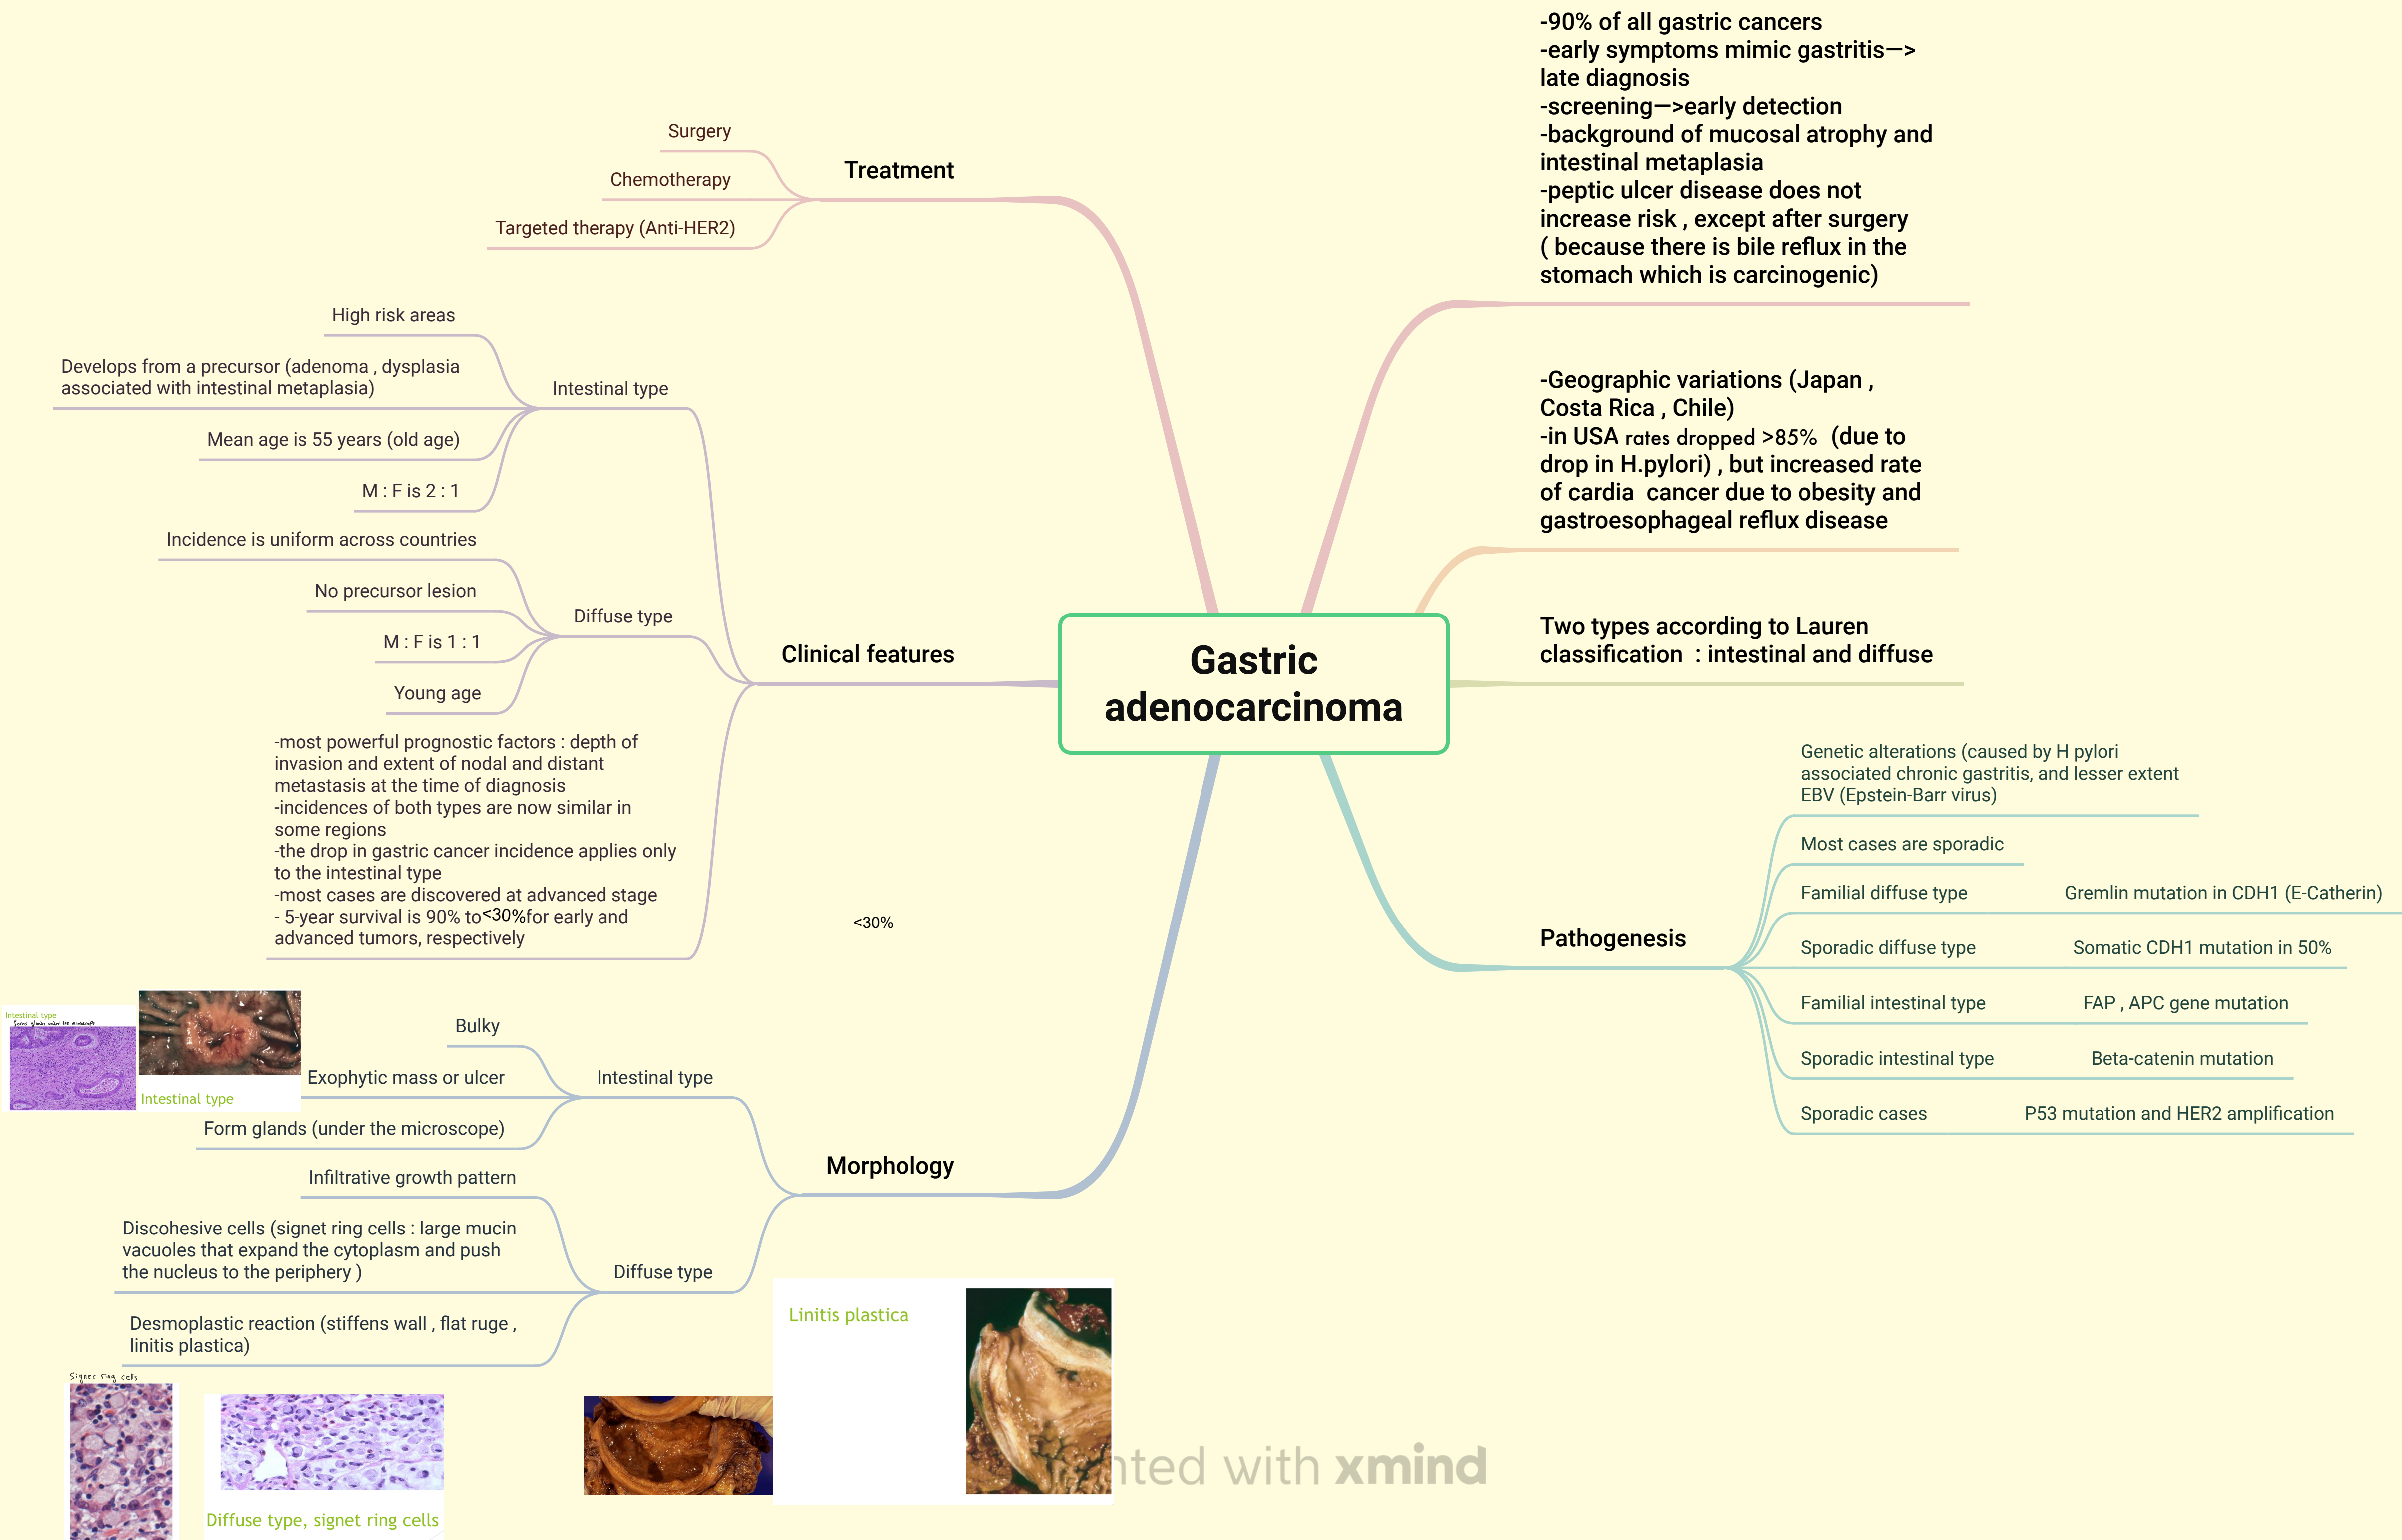 Gastric
adenocarcinoma
-90% of all gastric cancers
-early symptoms mimic gastritis—>
late diagnosis
-screening—>early detection
-background of mucosal atrophy and
intestinal metaplasia
-peptic ulcer disease does not
increase risk , except after surgery
( because there is bile reflux in the
stomach which is carcinogenic)
-Geographic variations (Japan ,
Costa Rica , Chile)
-in USA rates dropped >85% (due to
drop in H.pylori) , but increased rate
of cardia cancer due to obesity and
gastroesophageal reflux disease
Two types according to Lauren
classification : intestinal and diffuse
Pathogenesis
Genetic alterations (caused by H pylori
associated chronic gastritis, and lesser extent
EBV (Epstein-Barr virus)
Most cases are sporadic
Familial diffuse type
Gremlin mutation in CDH1 (E-Catherin)
Sporadic diffuse type
Somatic CDH1 mutation in 50%
Familial intestinal type
FAP , APC gene mutation
Sporadic intestinal type
Beta-catenin mutation
Sporadic cases
P53 mutation and HER2 amplification
Treatment
Surgery
Chemotherapy
Targeted therapy (Anti-HER2)
Clinical features
Intestinal type
High risk areas
Develops from a precursor (adenoma , dysplasia
associated with intestinal metaplasia)
Mean age is 55 years (old age)
M : F is 2 : 1
Diffuse type
Incidence is uniform across countries
No precursor lesion
M : F is 1 : 1
Young age
-most powerful prognostic factors : depth of
invasion and extent of nodal and distant
metastasis at the time of diagnosis
-incidences of both types are now similar in
some regions
-the drop in gastric cancer incidence applies only
to the intestinal type
-most cases are discovered at advanced stage
- 5-year survival is 90% to<30%for early and
advanced tumors, respectively
<30%
Morphology
Intestinal type
Bulky
Exophytic mass or ulcer
Form glands (under the microscope)
Intestinal type
Forms glands under the microscope
Intestinal type
Diffuse type
Infiltrative growth pattern
Discohesive cells (signet ring cells : large mucin
vacuoles that expand the cytoplasm and push
the nucleus to the periphery )
Desmoplastic reaction (stiffens wall , flat ruge ,
linitis plastica)
Signer ring cells
Diffuse type, signet ring cells
Linitis plastica
nted with xmind